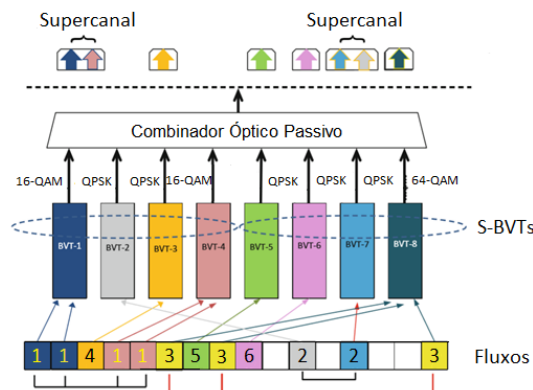 Supercanal Supercanal
Combinador Óptico Passivo
16-QAM QPSK QPSK 16-QAM QPSK QPSK QPSK 64-QAM
BVT-1 BVT-2 BVT-3 BVT-4 BVT-5 BVT-6 BVT-7 BVT-8 S-BVTs
1 1 4 1 1 3 5 3 6 2 2 3 Fluxos